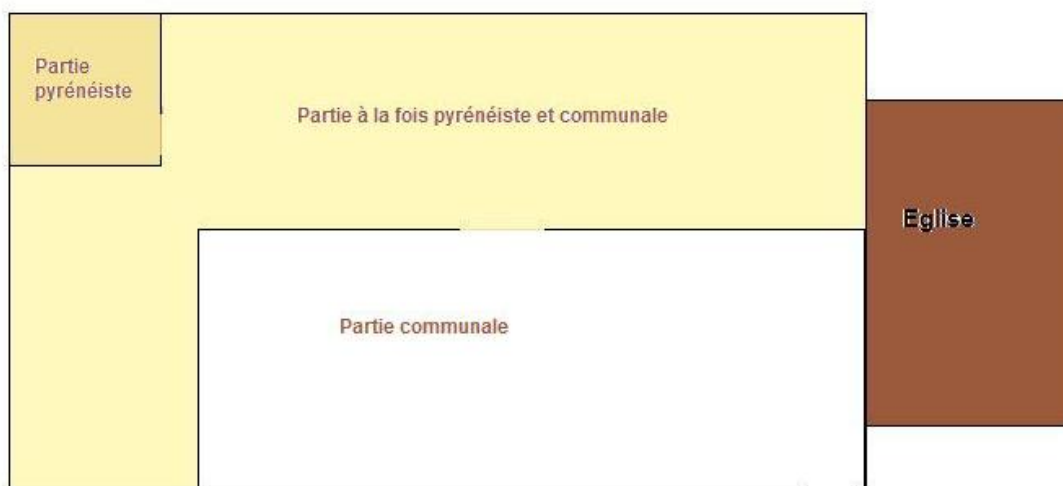 Partie
pyrénéiste
Partie à la fois pyrénéiste et communale
Eglise
Partie communale